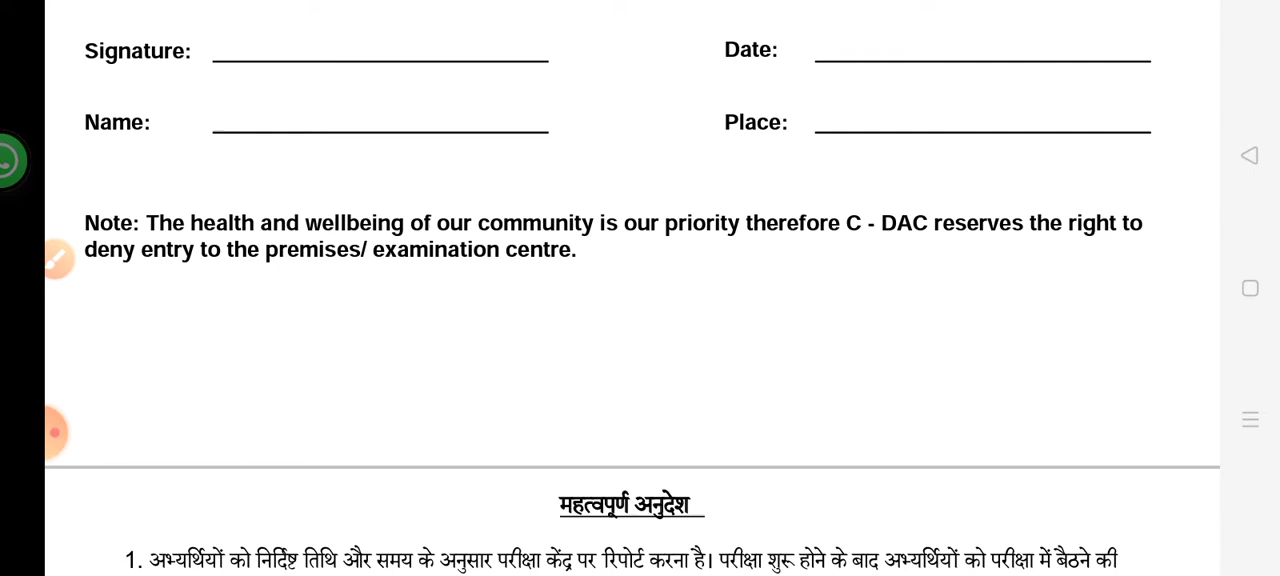 Signature: Date:
Name: Place:
Note: The health and wellbeing of our community is our priority therefore C - DAC reserves the right to
deny entry to the premises/ examination centre.
महत्वपूर्ण अनुदेश
1. अभ्यर्थियों को निर्दिष्ट तिथि और समय के अनुसार परीक्षा केंद्र पर रिपोर्ट करना है। परीक्षा शुरू होने के बाद अभ्यर्थियों को परीक्षा में बैठने की